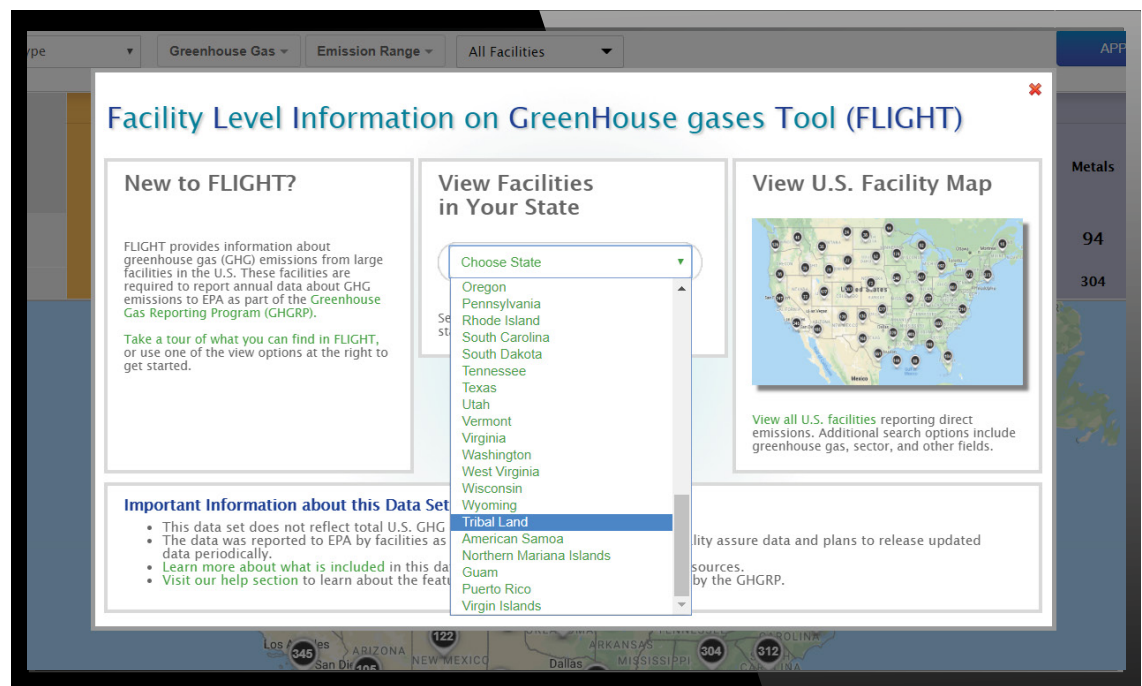 ype
Greenhouse Gas
Emission Range
All Facilities
APP
Facility Level Information on GreenHouse gases Tool (FLIGHT)
New to FLIGHT?
FLIGHT provides information about
greenhouse gas (GHG) emissions from large
facilities in the U.S. These facilities are
required to report annual data about GHG
emissions to EPA as part of the Greenhouse
Gas Reporting Program (GHGRP).
Take a tour of what you can find in FLIGHT,
or use one of the view options at the right to
get started.
View Facilities
in Your State
Choose State
Se
st
Oregon
Pennsylvania
Rhode Island
South Carolina
South Dakota
Tennessee
Texas
Utah
Vermont
Virginia
Washington
West Virginia
Wisconsin
Wyoming
Tribal Land
American Samoa
Northern Mariana Islands
Guam
Puerto Rico
Virgin Islands
View U.S. Facility Map
United States
Mexico
View all U.S. facilities reporting direct
emissions. Additional search options include
greenhouse gas, sector, and other fields.
Metals
94
304
Important Information about this Data Set
This data set does not reflect total U.S. GHG
The data was reported to EPA by facilities as
ality assure data and plans to release updated
data periodically.
Learn more about what is included in this da
sources.
Visit our help section to learn about the featu
by the GHGRP.
Los Angeles
345
San Di
105
ARIZONA
122
NEW MEXICO
Dallas
ARKANSAS
MISSISSIPPI
304
312